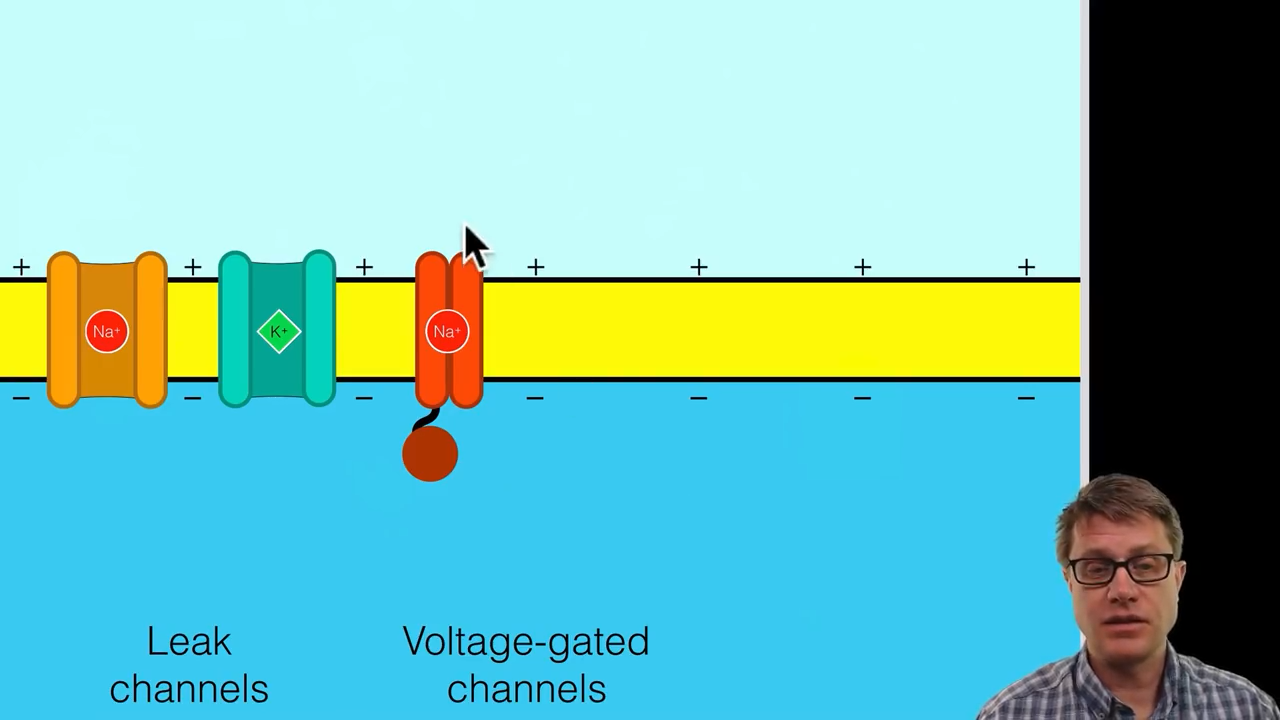 + + + + + + +
Na⁺ K⁺ Na⁺
− − − − − − −
Leak
channels
Voltage-gated
channels